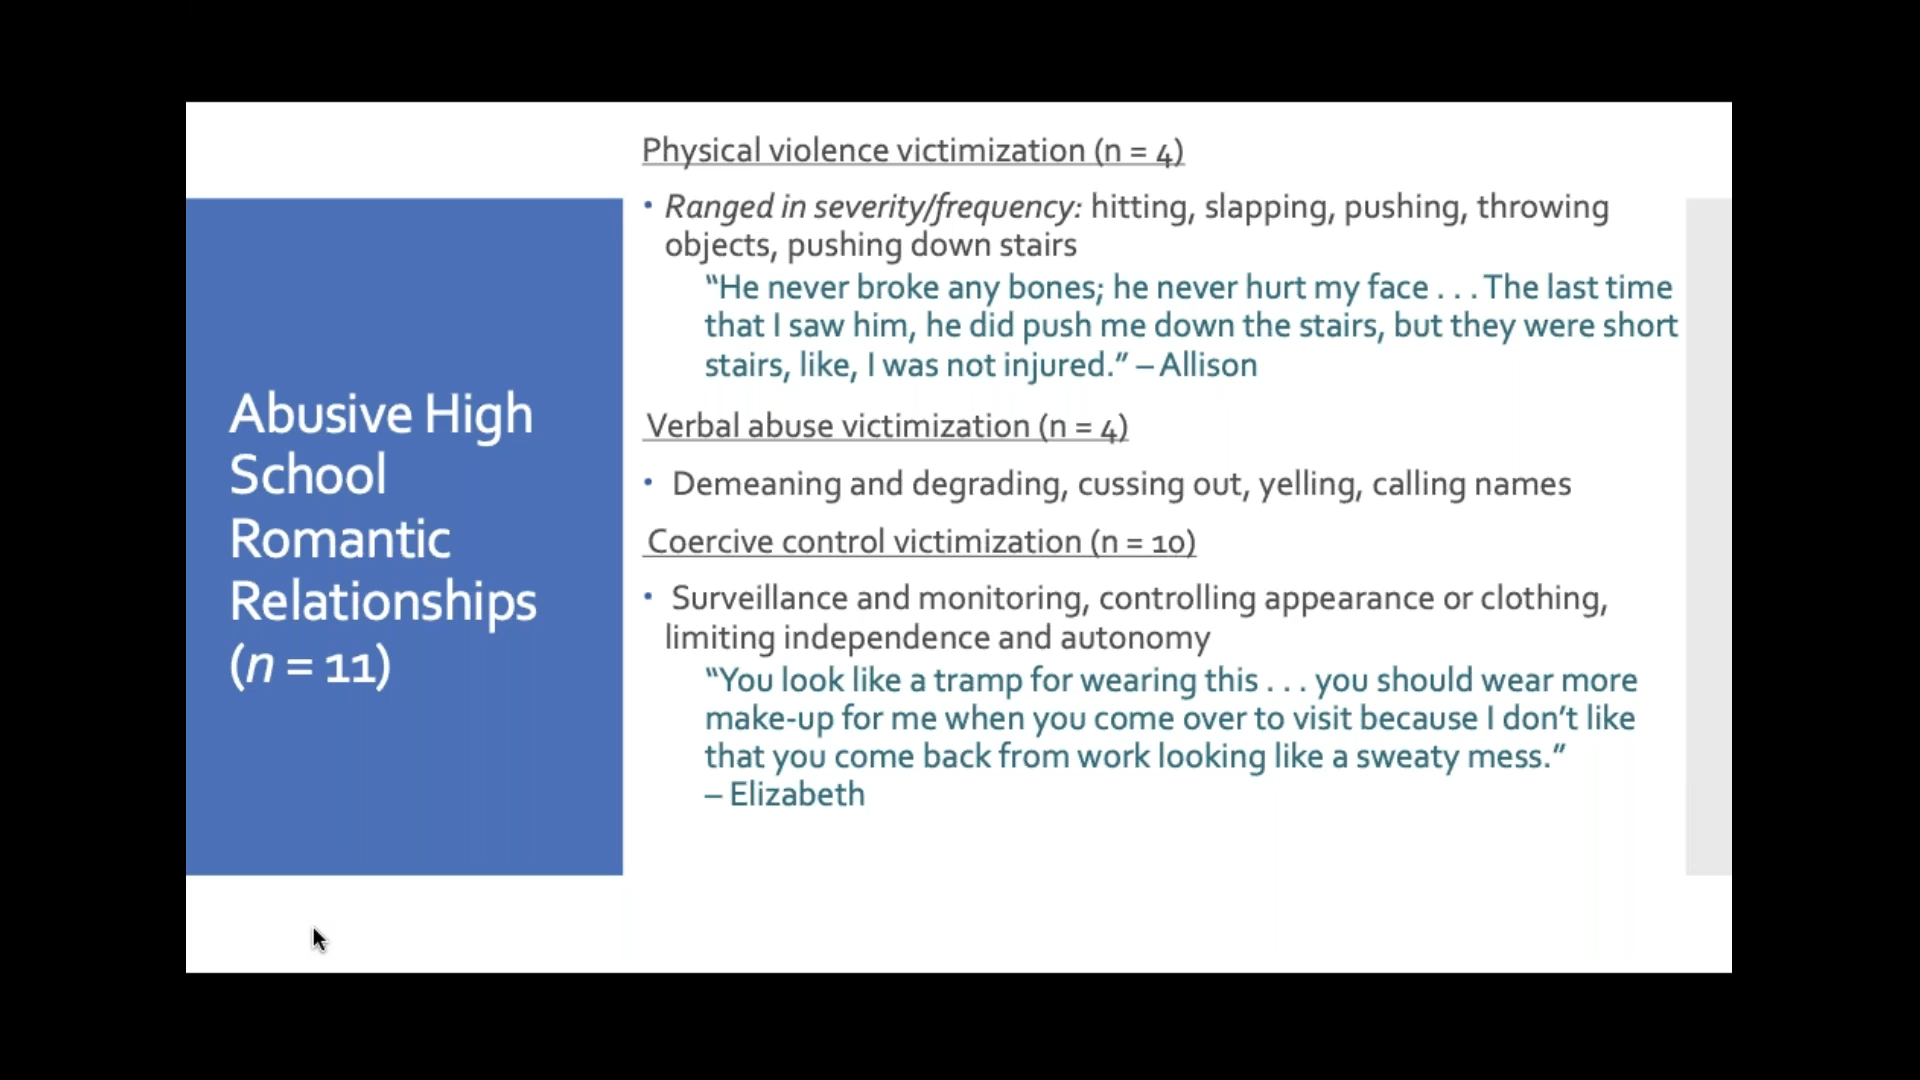 Abusive High
School
Romantic
Relationships
(n = 11)
Physical violence victimization (n = 4)
• Ranged in severity/frequency: hitting, slapping, pushing, throwing
objects, pushing down stairs
“He never broke any bones; he never hurt my face . . . The last time
that I saw him, he did push me down the stairs, but they were short
stairs, like, I was not injured.” – Allison
Verbal abuse victimization (n = 4)
• Demeaning and degrading, cussing out, yelling, calling names
Coercive control victimization (n = 10)
• Surveillance and monitoring, controlling appearance or clothing,
limiting independence and autonomy
“You look like a tramp for wearing this . . . you should wear more
make-up for me when you come over to visit because I don’t like
that you come back from work looking like a sweaty mess.”
– Elizabeth